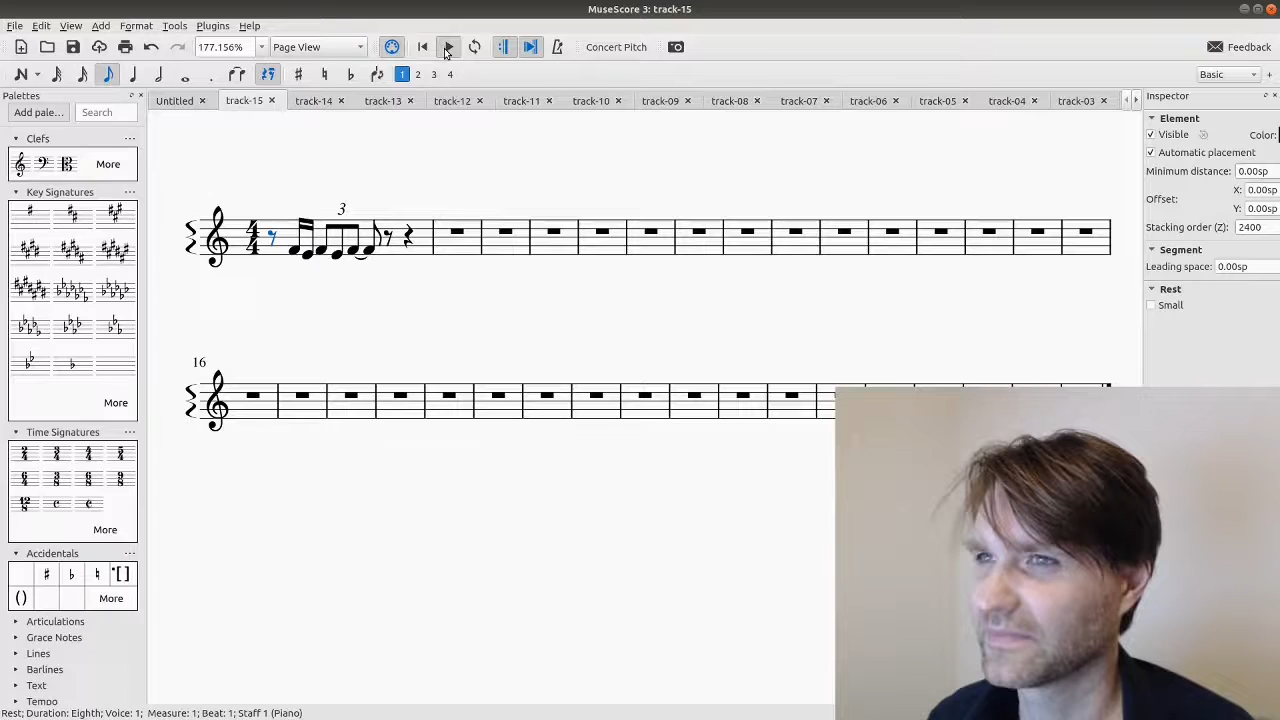 MuseScore 3: track-15
File Edit View Add Format Tools Plugins Help
177.156% Page View Concert Pitch Feedback
1 2 3 4 Basic
Palettes
Add pale... Search
Untitled track-15 track-14 track-13 track-12 track-11 track-10 track-09 track-08 track-07 track-06 track-05 track-04 track-03
Inspector
Clefs
More
Key Signatures
More
Time Signatures
More
Accidentals
More
Articulations
Grace Notes
Lines
Barlines
Text
Tempo
3
16
Element
Visible Color:
Automatic placement
Minimum distance: 0.00sp
X: 0.00sp
Offset:
Y: 0.00sp
Stacking order (Z): 2400
Segment
Leading space: 0.00sp
Rest
Small
Rest; Duration: Eighth; Voice: 1; Measure: 1; Beat: 1; Staff 1 (Piano)